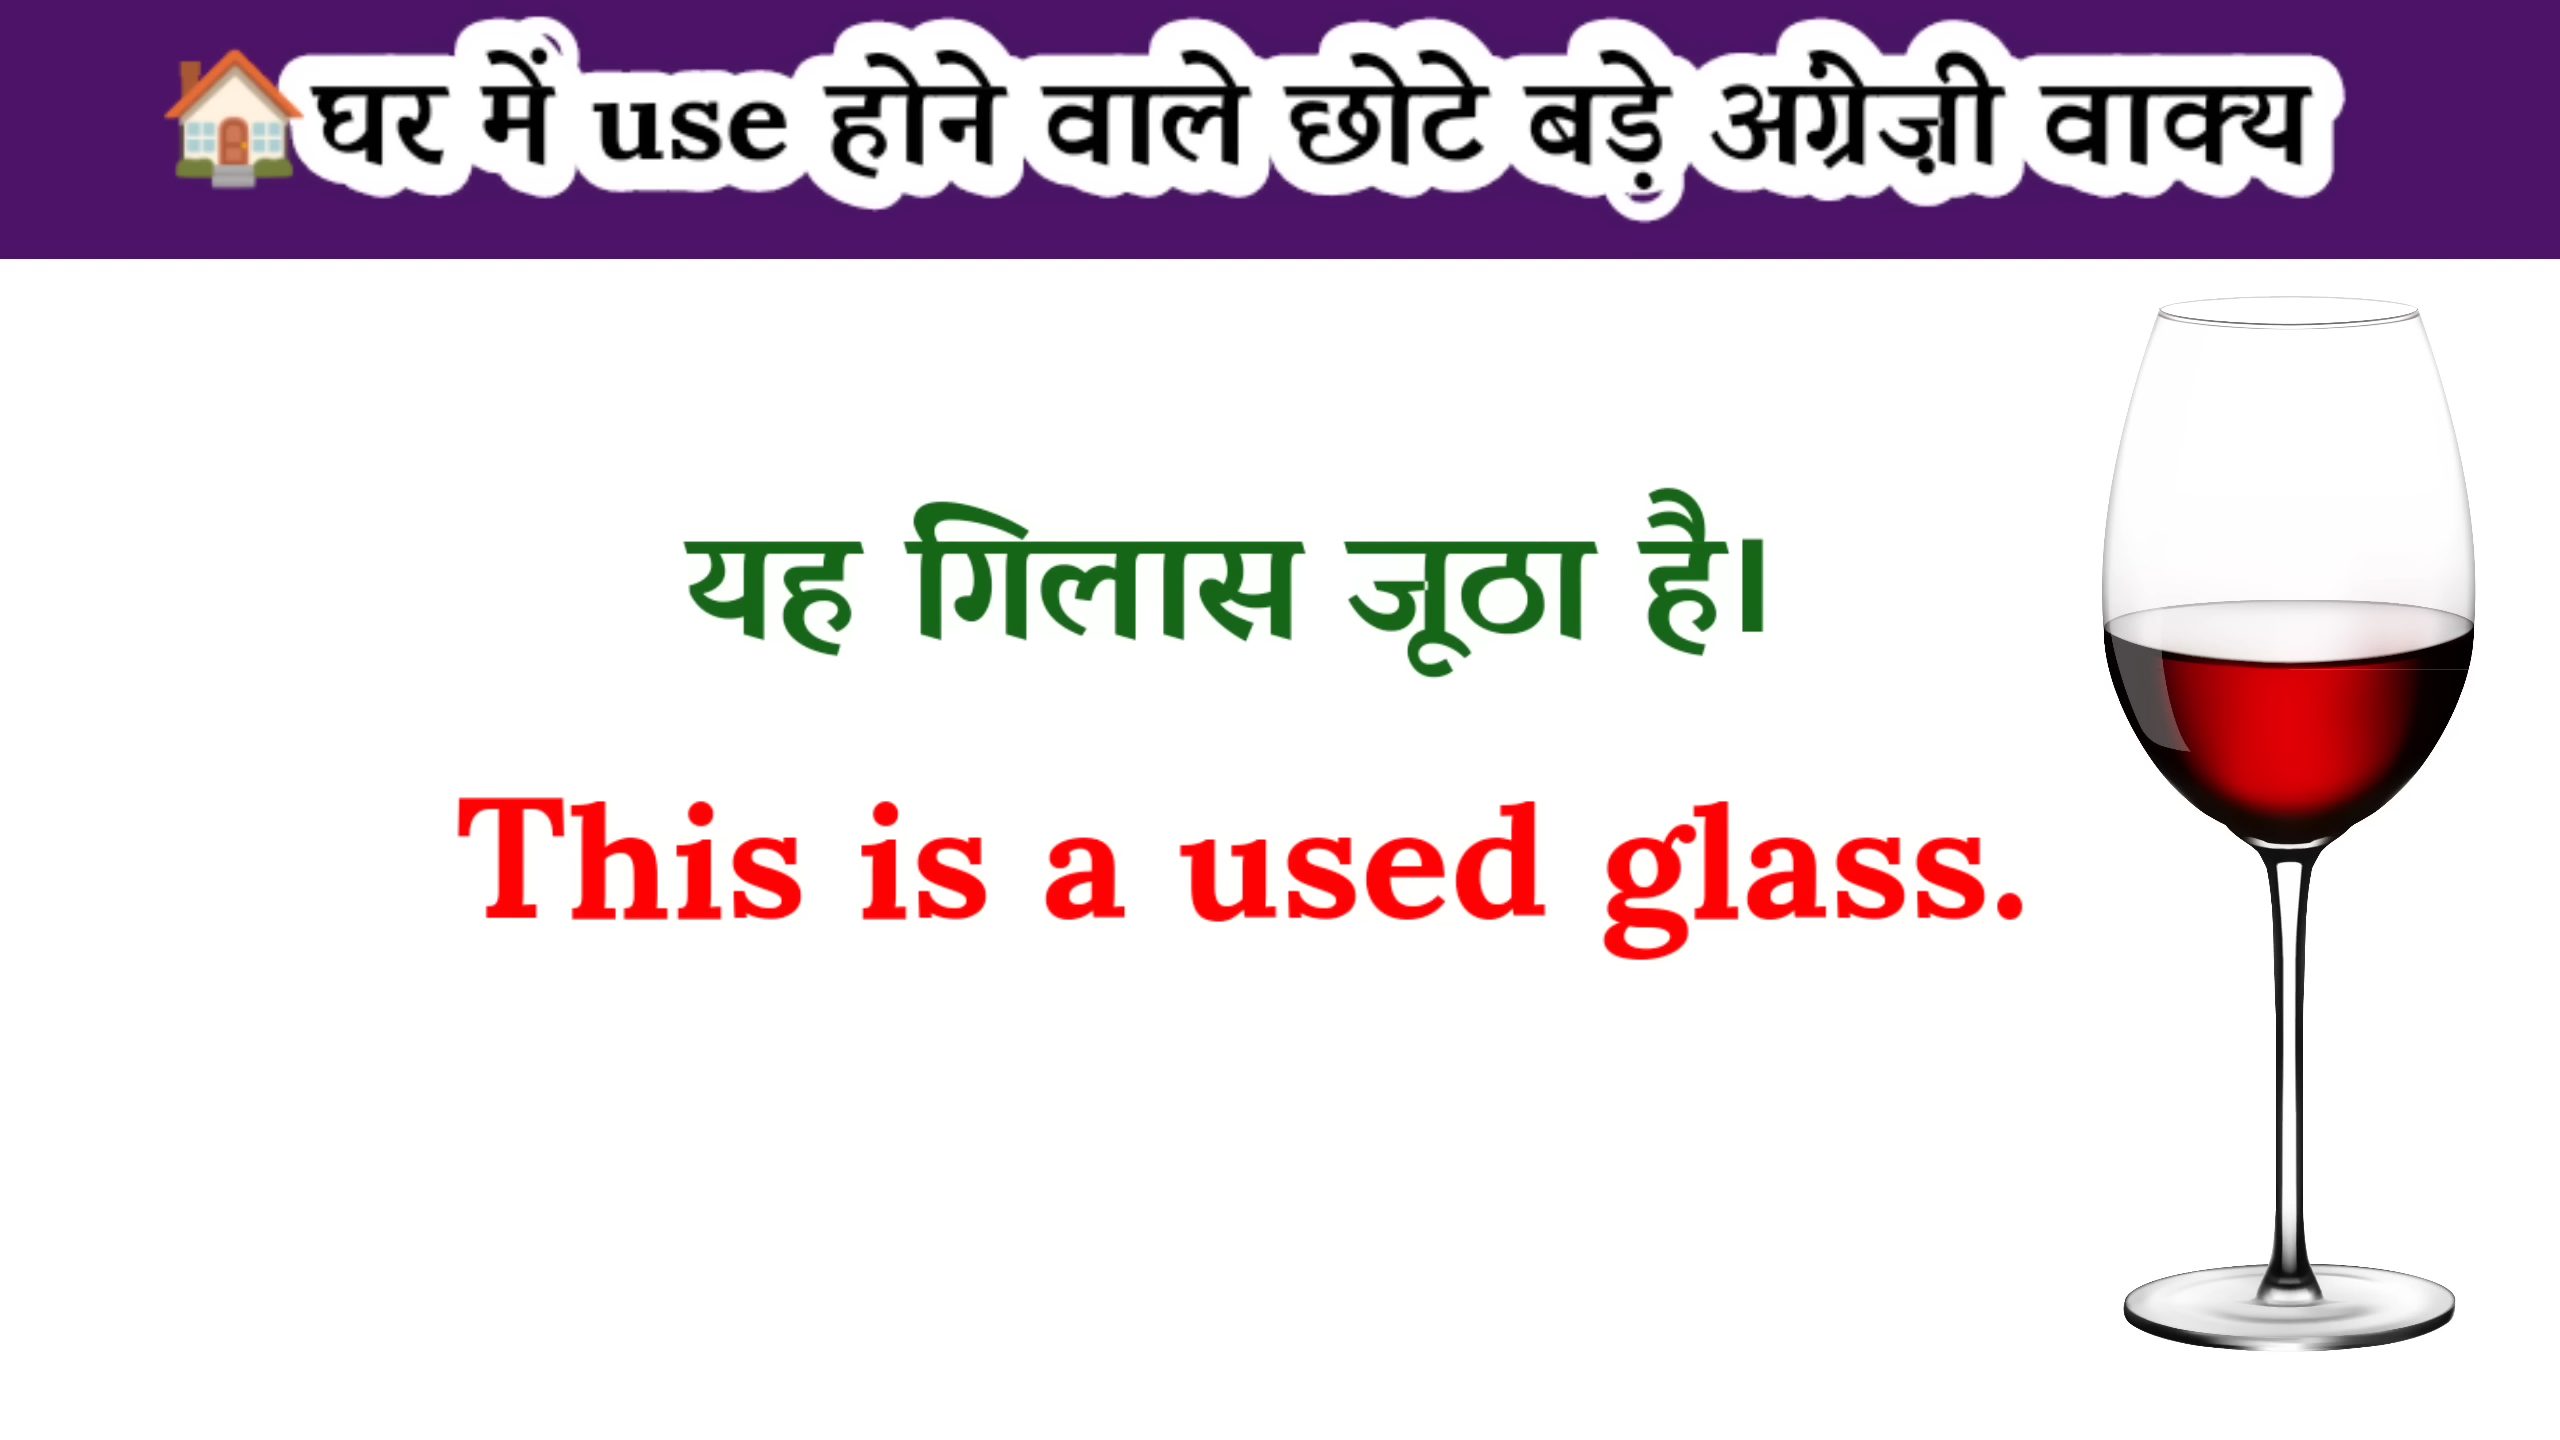 🏠घर में use होने वाले छोटे बड़े अंग्रेज़ी वाक्य
यह गिलास जूठा है।
This is a used glass.